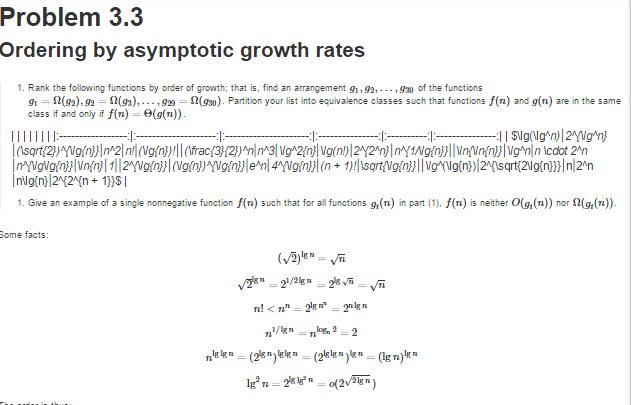 Problem 3.3
Ordering by asymptotic growth rates
1. Rank the following functions by order of growth; that is, find an arrangement g₁, g₂, . . . , g₃₀ of the functions
g₁ = Ω(g₂), g₂ = Ω(g₃), . . . , g₂₉ = Ω(g₃₀). Partition your list into equivalence classes such that functions f(n) and g(n) are in the same
class if and only if f(n) = Θ(g(n)).
| | | | | | | |:-----------------:|:--------------------:|:--------------------:|:--------------------:|:-------------:|:----------:|:-------------:| | $\lg(\lg^*n)|2^{\lg^*n}
|(\sqrt{2})^{\lg{n}}|n^2|n!|(\lg{n})!||(\frac{3}{2})^n|n^3|\lg^2{n}|\lg(n!)|2^{2^n}|n^{1/\lg{n}}||\ln{\ln{n}}|\lg^*n|n \cdot 2^n
|n^{\lg\lg{n}}|\ln{n}|1||2^{\lg{n}}|(\lg{n})^{\lg{n}}|e^n|4^{\lg{n}}|(n + 1)!|\sqrt{\lg{n}}||\lg^*(\lg{n})|2^{\sqrt{2\lg{n}}}|n|2^n
|n\lg{n}|2^{2^{n + 1}}$ |
1. Give an example of a single nonnegative function f(n) such that for all functions gᵢ(n) in part (1), f(n) is neither O(gᵢ(n)) nor Ω(gᵢ(n)).
Some facts:
(√2)^{lg n} = √n
√2^{lg n} = 2^{1/2 lg n} = 2^{lg √n} = √n
n! < n^n = 2^{lg n^n} = 2^{n lg n}
n^{1/lg n} = n^{log_n 2} = 2
n^{lg lg n} = (2^{lg n})^{lg lg n} = (2^{lg lg n})^{lg n} = (lg n)^{lg n}
lg² n = 2^{lg lg² n} = o(2^{√(2 lg n)})